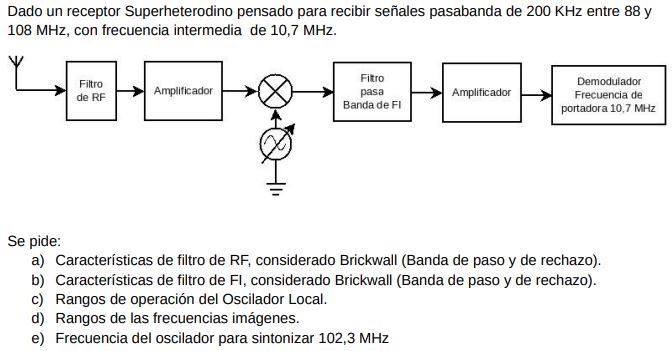 Dado un receptor Superheterodino pensado para recibir señales pasabanda de 200 KHz entre 88 y
108 MHz, con frecuencia intermedia de 10,7 MHz.
Filtro
de RF
Amplificador
Filtro
pasa
Banda de FI
Amplificador
Demodulador
Frecuencia de
portadora 10,7 MHz
Se pide:
a) Características de filtro de RF, considerado Brickwall (Banda de paso y de rechazo).
b) Características de filtro de FI, considerado Brickwall (Banda de paso y de rechazo).
c) Rangos de operación del Oscilador Local.
d) Rangos de las frecuencias imágenes.
e) Frecuencia del oscilador para sintonizar 102,3 MHz